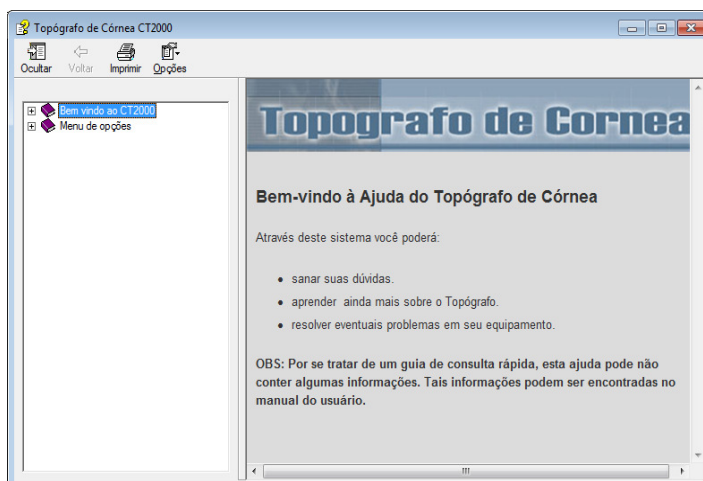 Topógrafo de Córnea CT2000
Ocultar Voltar Imprimir Opções
Bem vindo ao CT2000
Menu de opções
Topografo de Cornea
Bem-vindo à Ajuda do Topógrafo de Córnea
Através deste sistema você poderá:
sanar suas dúvidas.
aprender ainda mais sobre o Topógrafo.
resolver eventuais problemas em seu equipamento.
OBS: Por se tratar de um guia de consulta rápida, esta ajuda pode não
conter algumas informações. Tais informações podem ser encontradas no
manual do usuário.